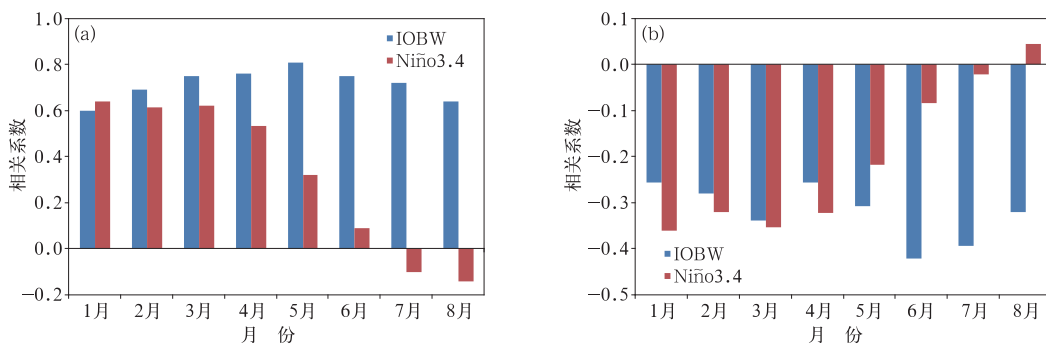 (a)
1.0
0.8
0.6
0.4
0.2
0.0
−0.2
相关系数
IOBW
Niño3.4
1月 2月 3月 4月 5月 6月 7月 8月
月 份
(b)
0.1
0.0
−0.1
−0.2
−0.3
−0.4
−0.5
相关系数
IOBW
Niño3.4
1月 2月 3月 4月 5月 6月 7月 8月
月 份